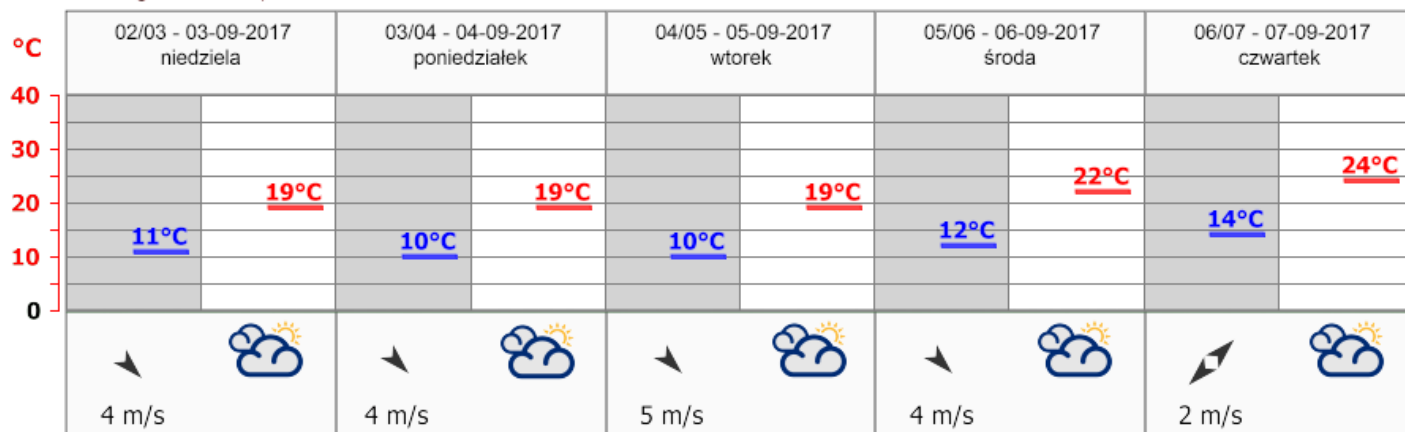 02/03 - 03-09-2017
niedziela
03/04 - 04-09-2017
poniedziałek
04/05 - 05-09-2017
wtorek
05/06 - 06-09-2017
środa
06/07 - 07-09-2017
czwartek
°C
40
30
20
10
0
11°C
19°C
10°C
19°C
10°C
19°C
12°C
22°C
14°C
24°C
4 m/s
4 m/s
5 m/s
4 m/s
2 m/s